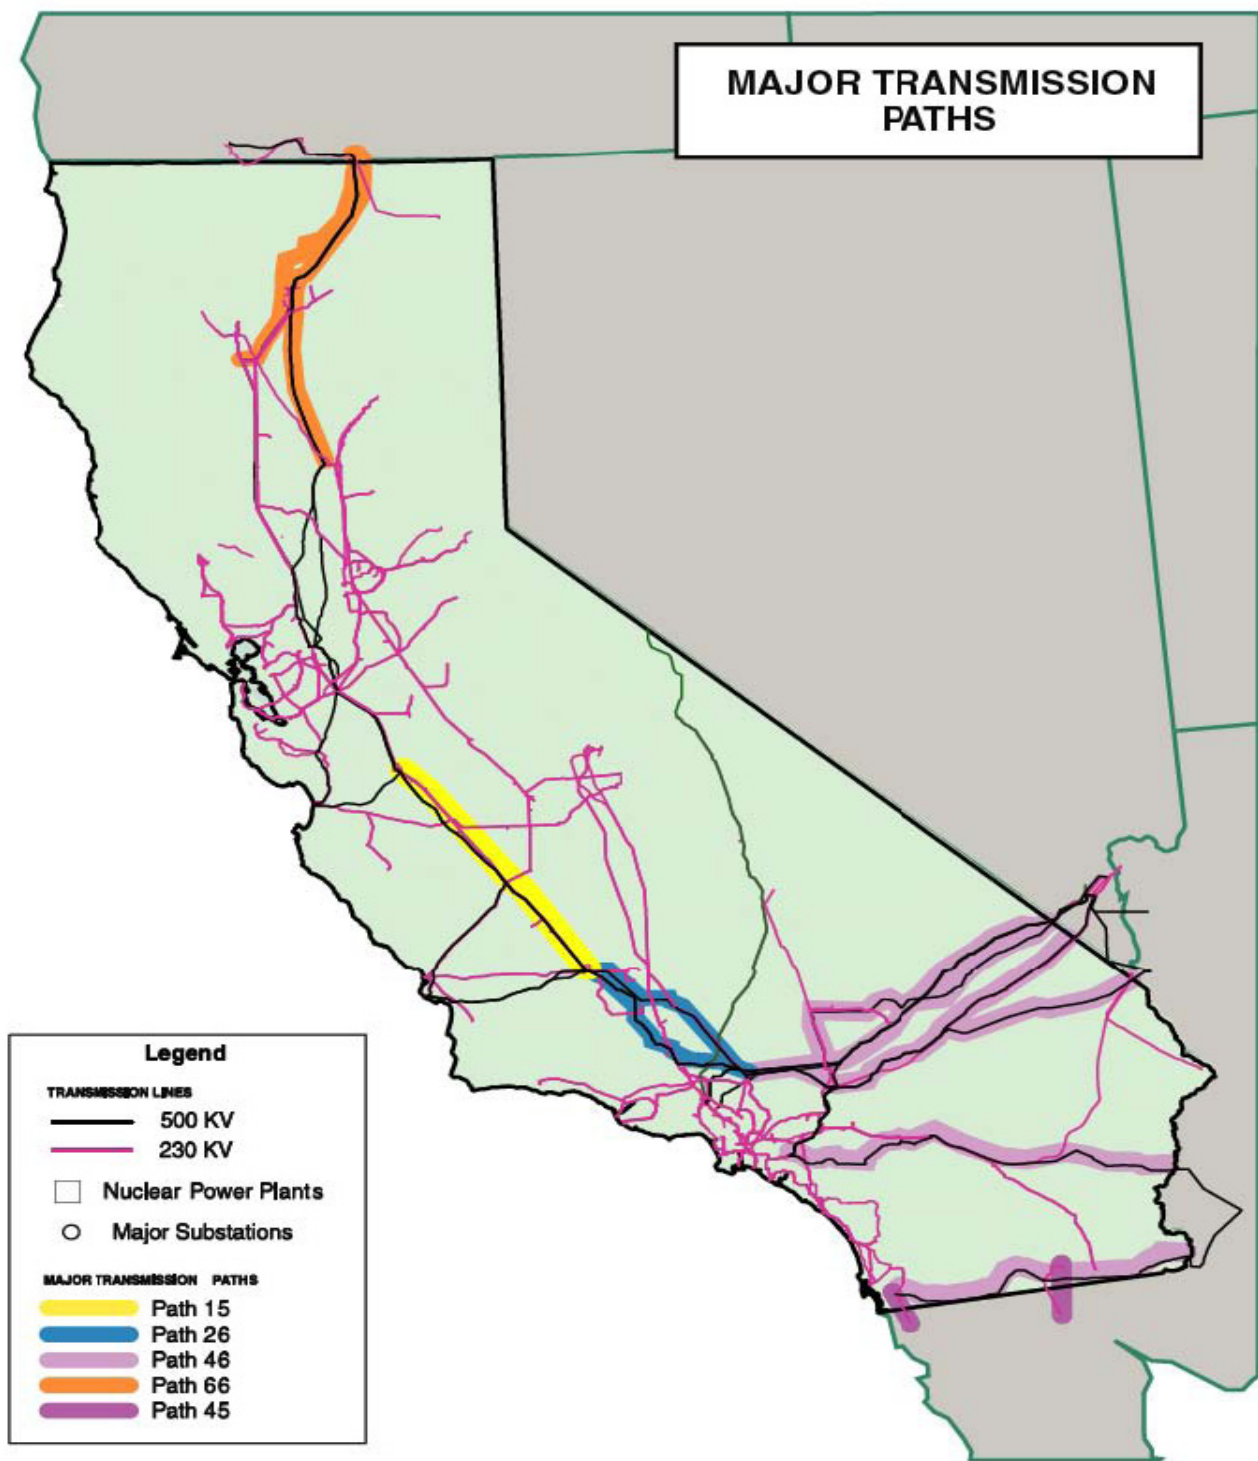 MAJOR TRANSMISSION
PATHS
Legend
TRANSMISSION LINES
500 KV
230 KV
Nuclear Power Plants
Major Substations
MAJOR TRANSMISSION PATHS
Path 15
Path 26
Path 46
Path 66
Path 45